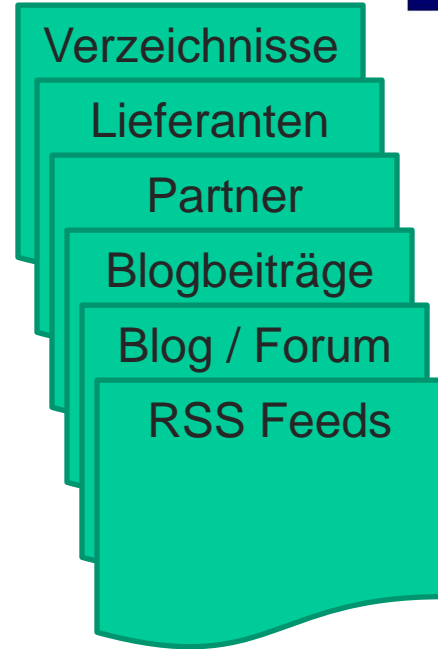 Verzeichnisse
Lieferanten
Partner
Blogbeiträge
Blog / Forum
RSS Feeds